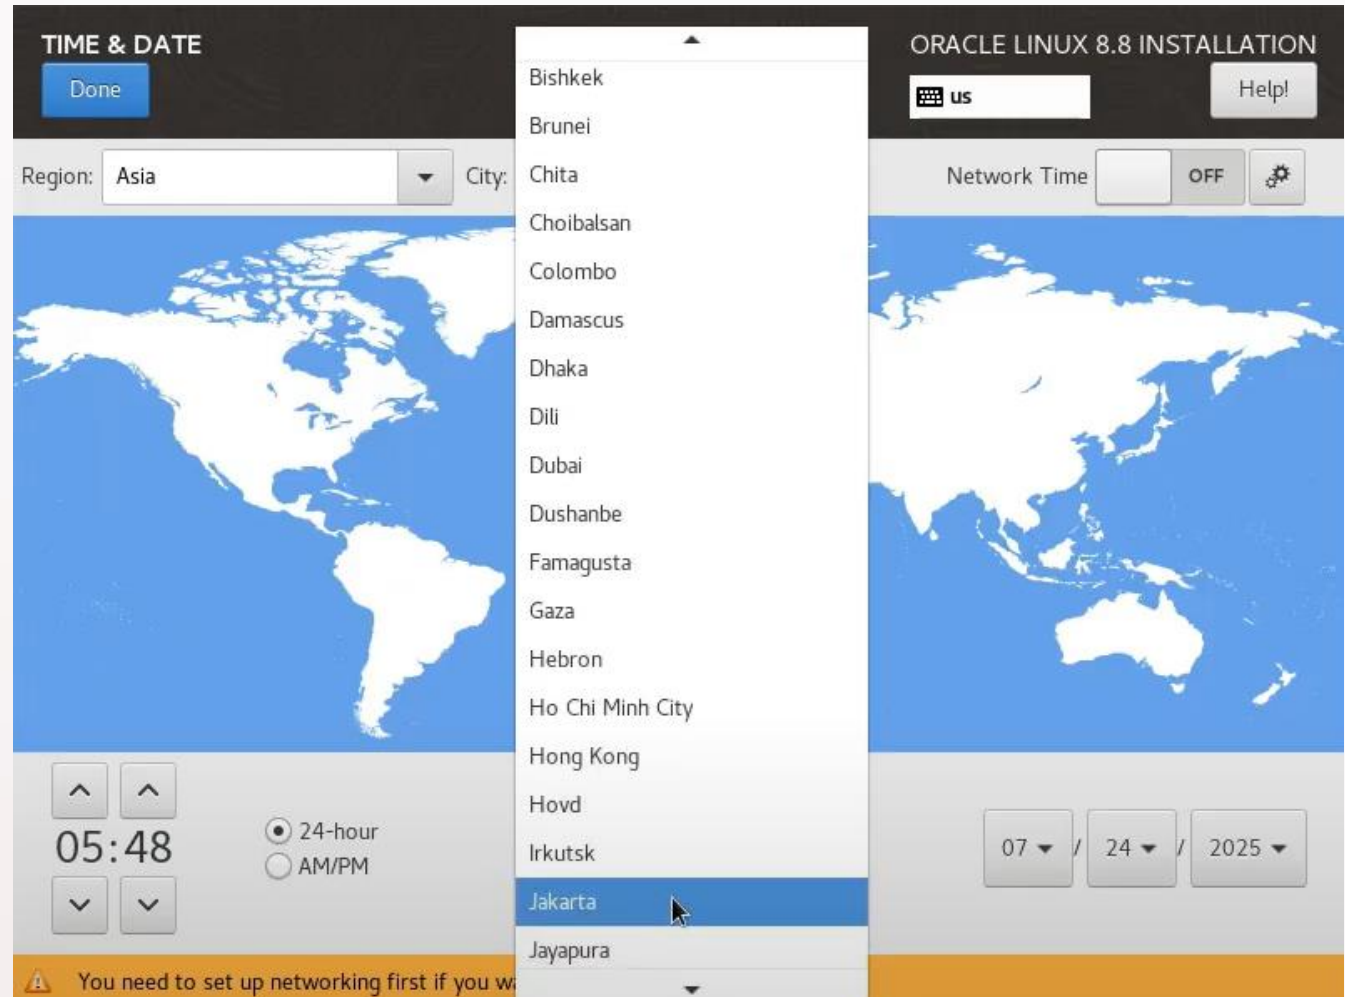 TIME & DATE
ORACLE LINUX 8.8 INSTALLATION
Done
us
Help!
Region:
Asia
City:
Network Time
OFF
Bishkek
Brunei
Chita
Choibalsan
Colombo
Damascus
Dhaka
Dili
Dubai
Dushanbe
Famagusta
Gaza
Hebron
Ho Chi Minh City
Hong Kong
Hovd
Irkutsk
Jakarta
Jayapura
05:48
24-hour
AM/PM
07 / 24 / 2025
You need to set up networking first if you